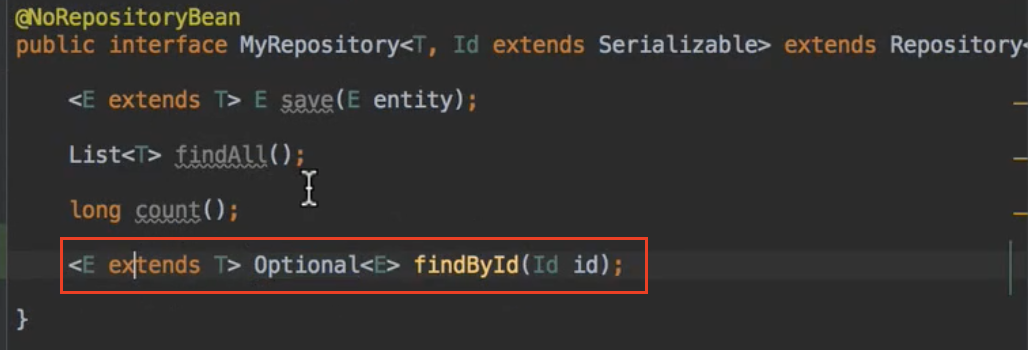 @NoRepositoryBean
public interface MyRepository<T, Id extends Serializable> extends Repository<
<E extends T> E save(E entity);
List<T> findAll();
long count();
<E extends T> Optional<E> findById(Id id);
}